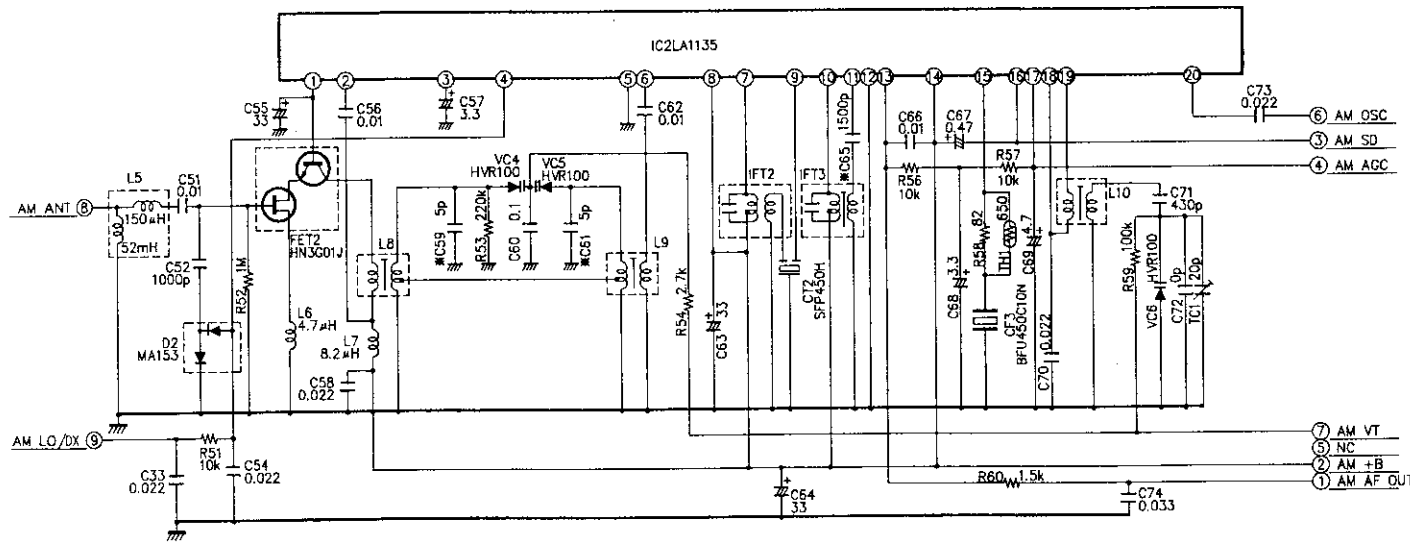 IC2LA1135
1
2
3
4
5
6
8
7
9
10
11
12
13
14
15
16
17
18
19
20
C55
33
C56
0.01
C57
3.3
C62
0.01
1500p
※C65
C66
0.01
C67
0.47
C73
0.022
6 AM OSC
3 AM SD
4 AM AGC
R56
10k
R57
10k
AM ANT 8
L5
150μH
52mH
C51
0.01
C52
1000p
R52 1M
FET2
HN3G01J
L6
4.7μH
L7
8.2μH
C58
0.022
D2
MA153
L8
5p
※C59
220k
R53
VC4
HVR100
VC5
HVR100
0.1
C60
5p
※C61
L9
R54 2.7k
33
C63
IFT2
IFT3
CT2
SFP450H
3.3
C68
82
R58
650
TH1
4.7
C69
CF3
BFU450C10N
0.022
C70
L10
C71
430p
100k
R59
HVR100
VC6
0p
C72
20p
TC1
AM LO/DX 9
R51
10k
C33
0.022
C54
0.022
C64
33
R60 1.5k
C74
0.033
7 AM VT
5 NC
2 AM +B
1 AM AF OUT